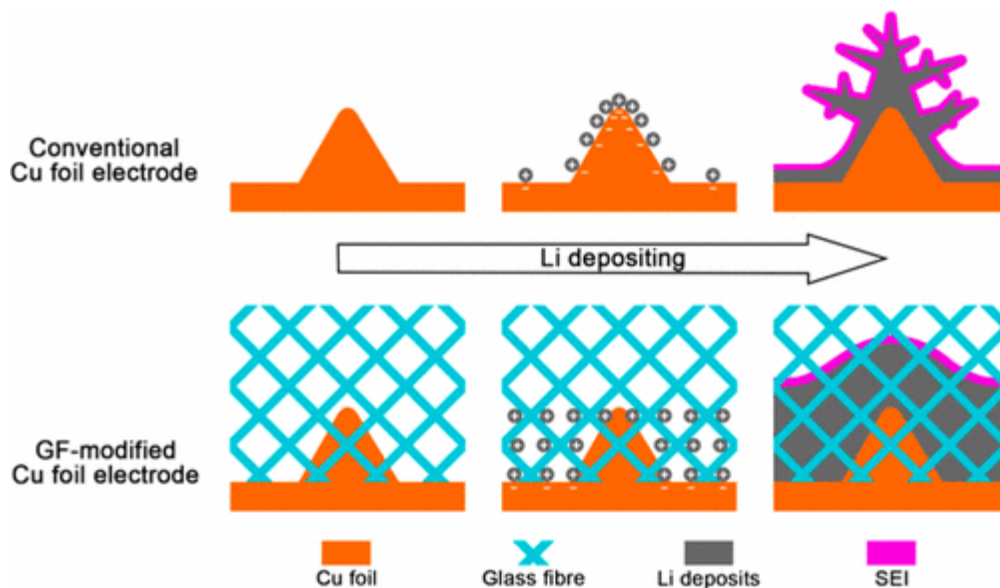 Conventional
Cu foil electrode
Li depositing
GF-modified
Cu foil electrode
Cu foil
Glass fibre
Li deposits
SEI